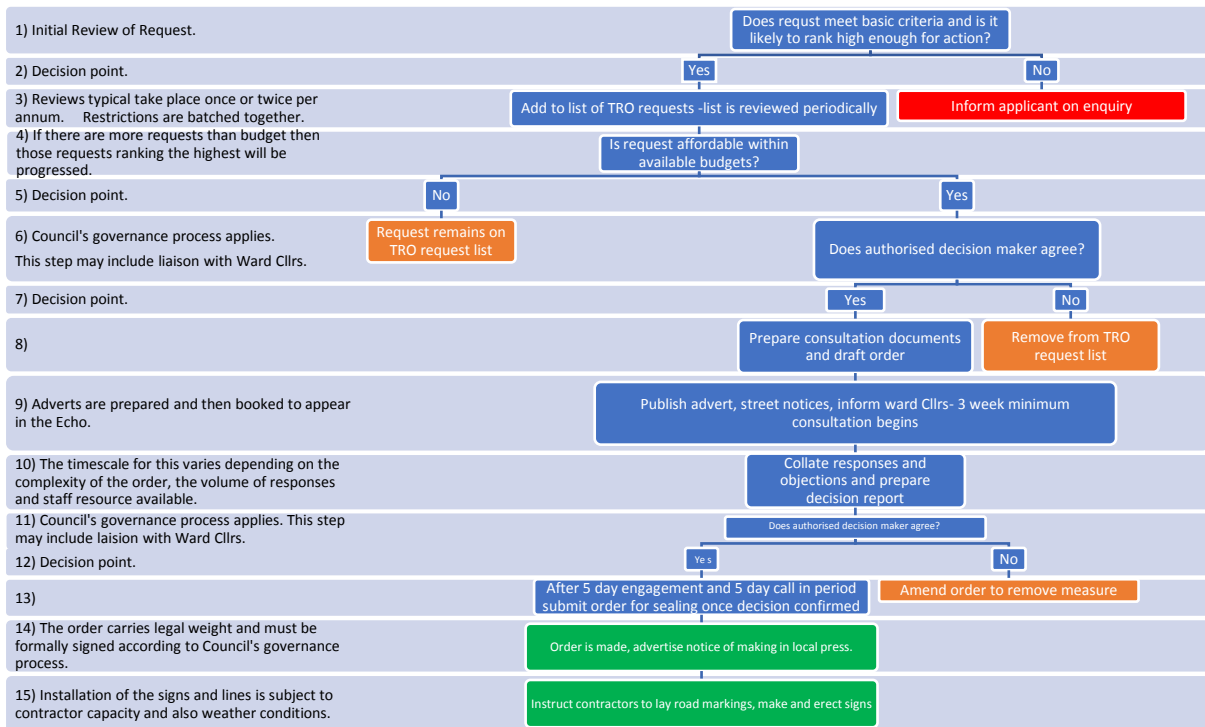 1) Initial Review of Request.
Does requst meet basic criteria and is it
likely to rank high enough for action?
2) Decision point.
Yes
No
3) Reviews typical take place once or twice per
annum. Restrictions are batched together.
Add to list of TRO requests -list is reviewed periodically
Inform applicant on enquiry
4) If there are more requests than budget then
those requests ranking the highest will be
progressed.
Is request affordable within
available budgets?
5) Decision point.
No
Yes
6) Council's governance process applies.
This step may include liaison with Ward Cllrs.
Request remains on
TRO request list
Does authorised decision maker agree?
7) Decision point.
Yes
No
8)
Prepare consultation documents
and draft order
Remove from TRO
request list
9) Adverts are prepared and then booked to appear
in the Echo.
Publish advert, street notices, inform ward Cllrs- 3 week minimum
consultation begins
10) The timescale for this varies depending on the
complexity of the order, the volume of responses
and staff resource available.
Collate responses and
objections and prepare
decision report
11) Council's governance process applies. This step
may include laision with Ward Cllrs.
Does authorised decision maker agree?
12) Decision point.
Yes
No
13)
After 5 day engagement and 5 day call in period
submit order for sealing once decision confirmed
Amend order to remove measure
14) The order carries legal weight and must be
formally signed according to Council's governance
process.
Order is made, advertise notice of making in local press.
15) Installation of the signs and lines is subject to
contractor capacity and also weather conditions.
Instruct contractors to lay road markings, make and erect signs